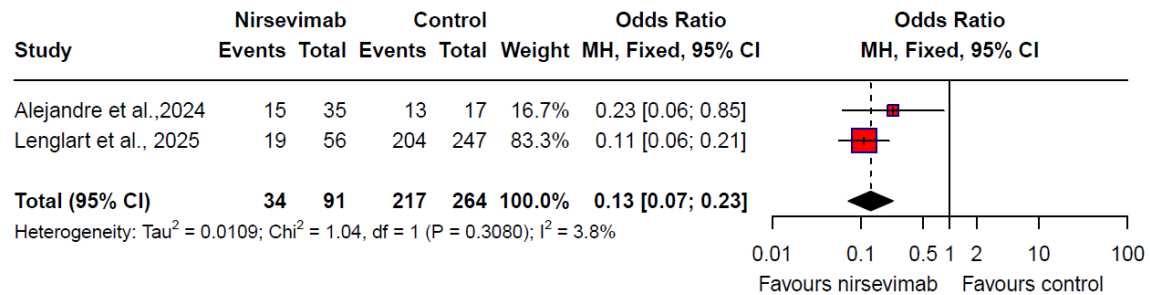 Nirsevimab Control Odds Ratio Odds Ratio
Study Events Total Events Total Weight MH, Fixed, 95% CI MH, Fixed, 95% CI
Alejandre et al.,2024 15 35 13 17 16.7% 0.23 [0.06; 0.85]
Lenglart et al., 2025 19 56 204 247 83.3% 0.11 [0.06; 0.21]
Total (95% CI) 34 91 217 264 100.0% 0.13 [0.07; 0.23]
Heterogeneity: Tau² = 0.0109; Chi² = 1.04, df = 1 (P = 0.3080); I² = 3.8%
0.01 0.1 0.5 1 2 10 100
Favours nirsevimab Favours control